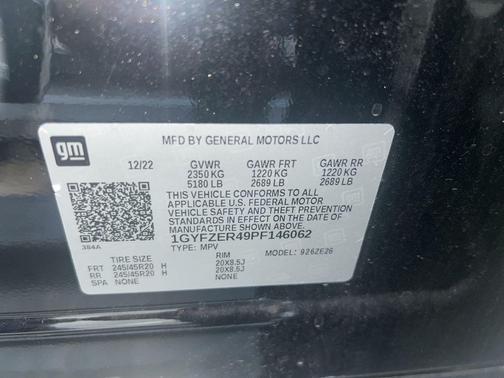 gm
MFD BY GENERAL MOTORS LLC
12/22 GVWR GAWR FRT GAWR RR
2350 KG 1220 KG 1220 KG
5180 LB 2689 LB 2689 LB
THIS VEHICLE CONFORMS TO ALL
APPLICABLE U.S. FEDERAL MOTOR
VEHICLE SAFETY AND THEFT PREVENTION
STANDARDS IN EFFECT ON THE DATE OF
MANUFACTURE SHOWN ABOVE.
1GYFZER49PF146062
384A TYPE: MPV MODEL: 926ZE26
TIRE SIZE RIM
FRT 245/45R20 H 20X8.5J
RR 245/45R20 H 20X8.5J
SPA NONE NONE